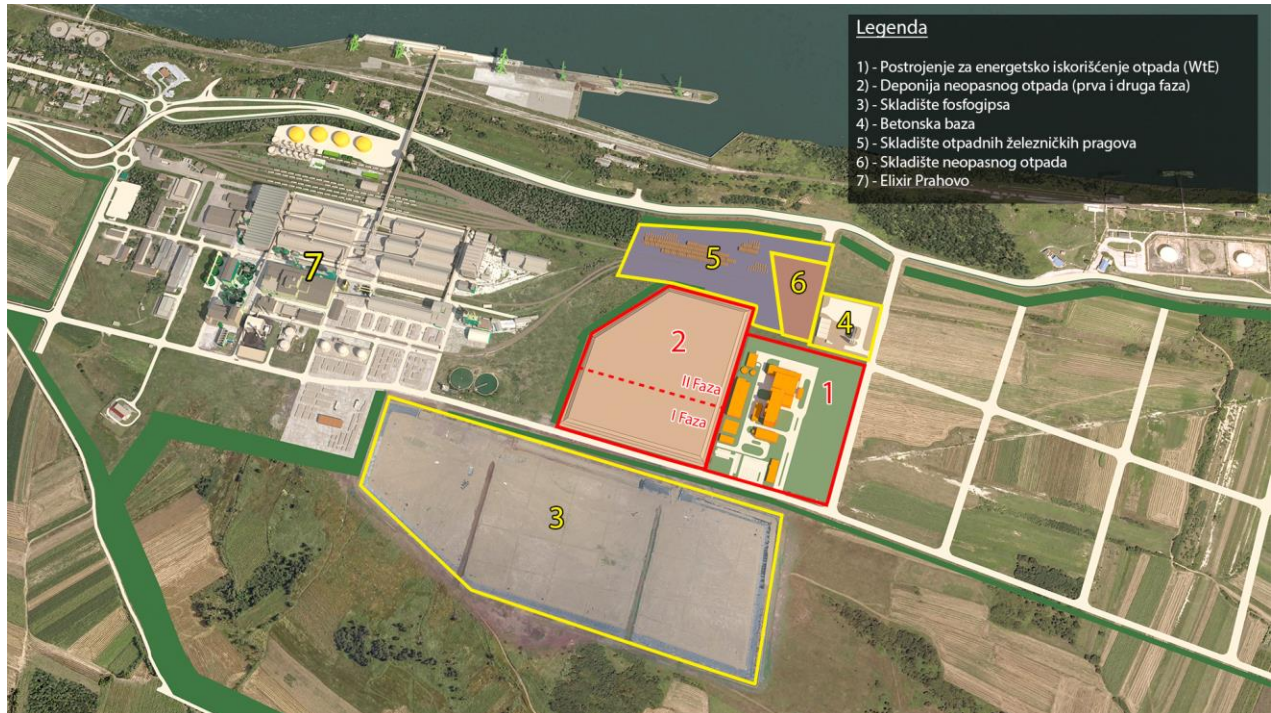 Legenda
1) - Postrojenje za energetsko iskorišćenje otpada (WtE)
2) - Deponija neopasnog otpada (prva i druga faza)
3) - Skladište fosfogipsa
4) - Betonska baza
5) - Skladište otpadnih železničkih pragova
6) - Skladište neopasnog otpada
7) - Elixir Prahovo
5
6
7
4
2
1
II Faza
I Faza
3